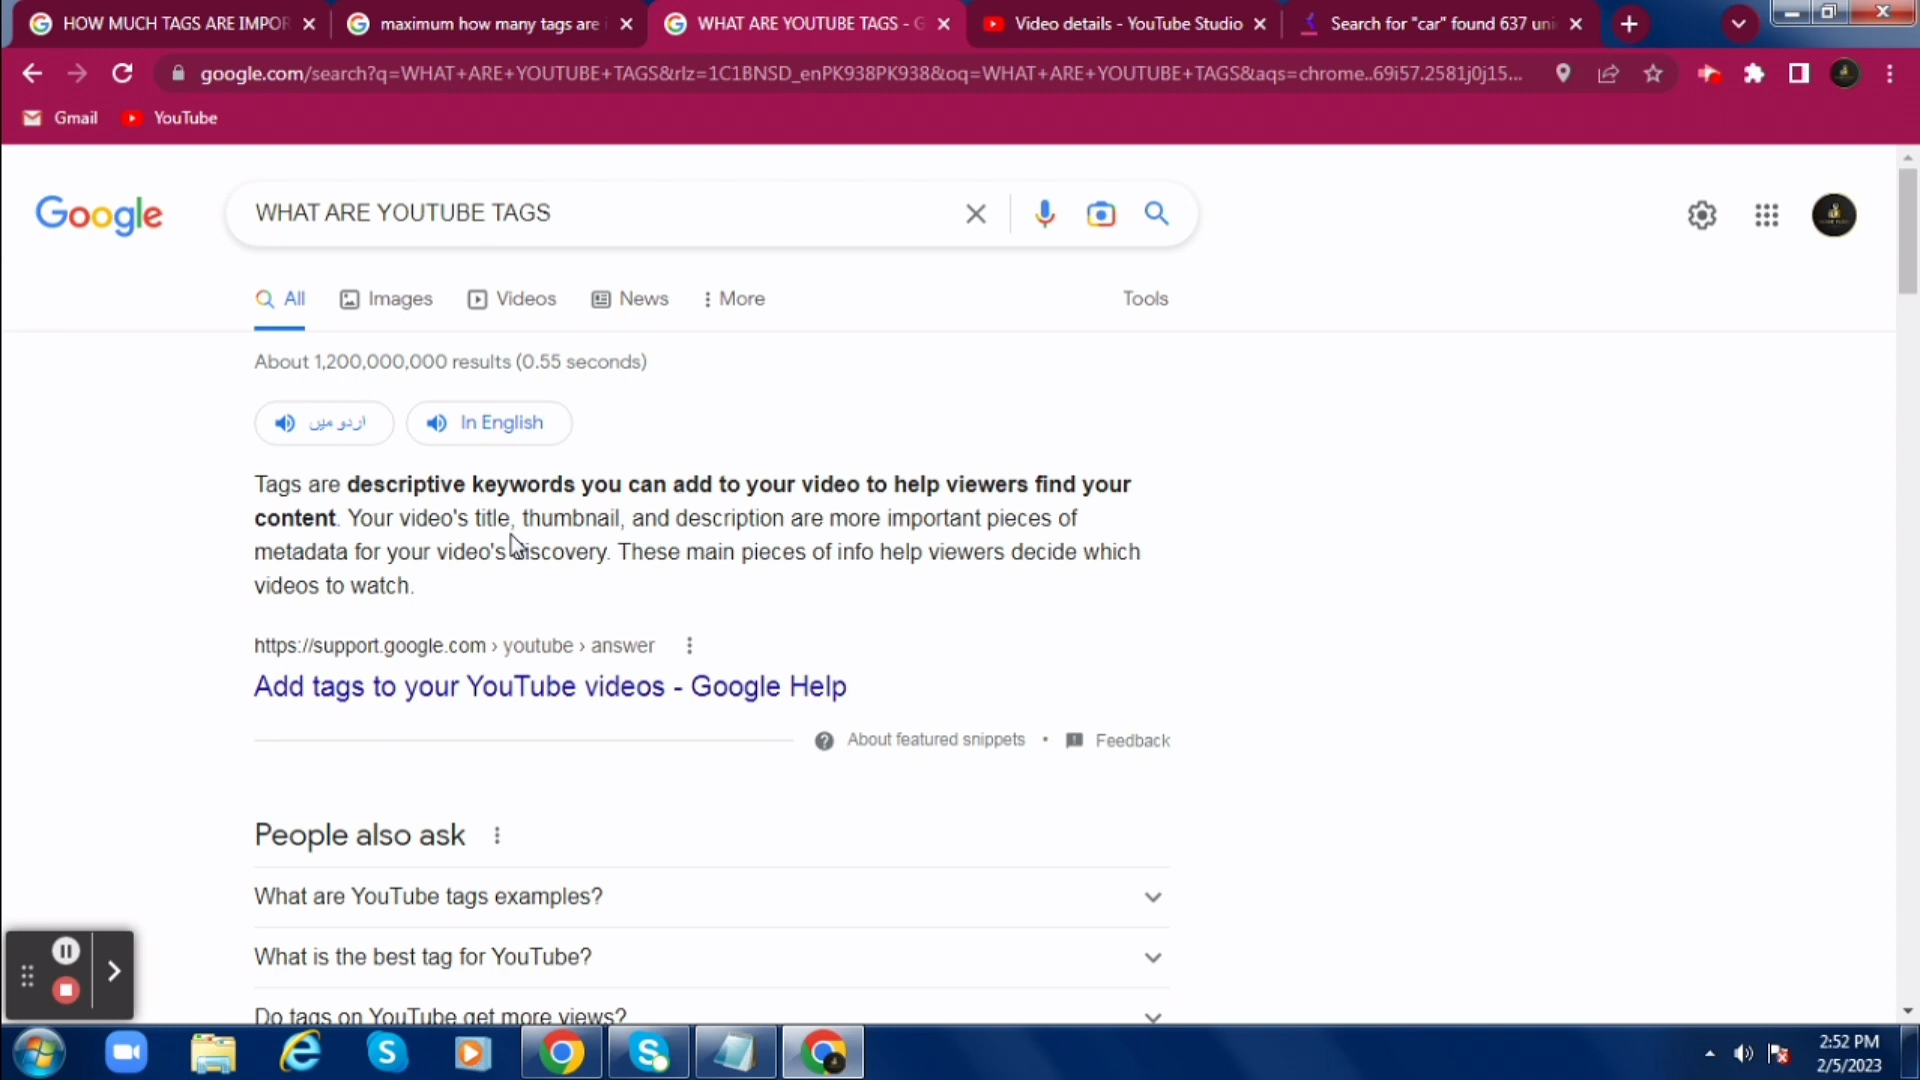 HOW MUCH TAGS ARE IMPOR
maximum how many tags are i
WHAT ARE YOUTUBE TAGS - G
Video details - YouTube Studio
Search for "car" found 637 uni
google.com/search?q=WHAT+ARE+YOUTUBE+TAGS&rlz=1C1BNSD_enPK938PK938&oq=WHAT+ARE+YOUTUBE+TAGS&aqs=chrome..69i57.2581j0j15...
Gmail
YouTube
Google
WHAT ARE YOUTUBE TAGS
All
Images
Videos
News
More
Tools
About 1,200,000,000 results (0.55 seconds)
اردو میں
In English
Tags are descriptive keywords you can add to your video to help viewers find your
content. Your video's title, thumbnail, and description are more important pieces of
metadata for your video's discovery. These main pieces of info help viewers decide which
videos to watch.
https://support.google.com › youtube › answer
Add tags to your YouTube videos - Google Help
About featured snippets • Feedback
People also ask
What are YouTube tags examples?
What is the best tag for YouTube?
Do tags on YouTube get more views?
2:52 PM
2/5/2023